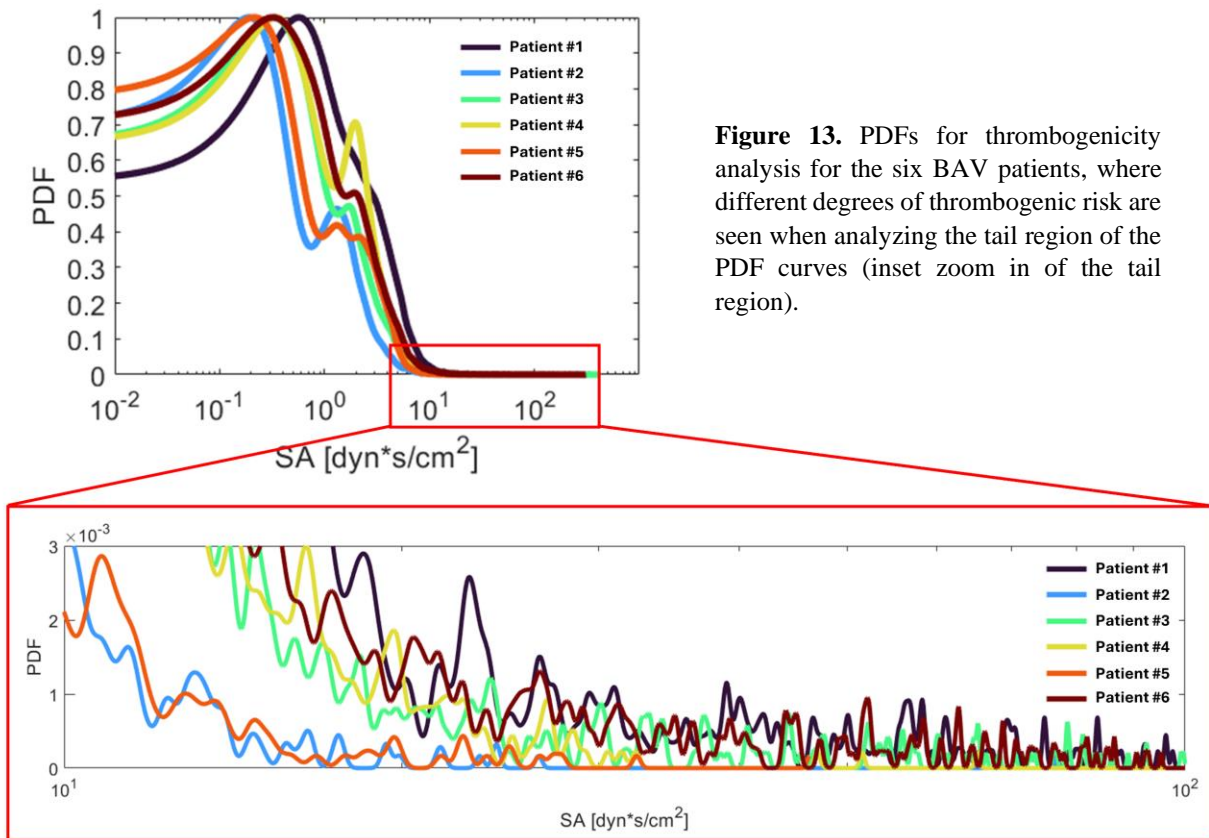 1
0.9
0.8
0.7
0.6
0.5
0.4
0.3
0.2
0.1
0
PDF
10^-2
10^-1
10^0
10^1
10^2
SA [dyn*s/cm^2]
Patient #1
Patient #2
Patient #3
Patient #4
Patient #5
Patient #6
Figure 13. PDFs for thrombogenicity
analysis for the six BAV patients, where
different degrees of thrombogenic risk are
seen when analyzing the tail region of the
PDF curves (inset zoom in of the tail
region).
×10^-3
3
2
1
0
PDF
10^1
10^2
SA [dyn*s/cm^2]
Patient #1
Patient #2
Patient #3
Patient #4
Patient #5
Patient #6